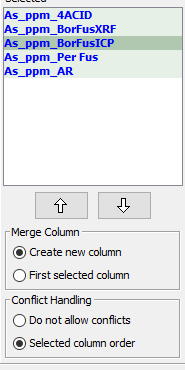 Selected
As_ppm_4ACID
As_ppm_BorFusXRF
As_ppm_BorFusICP
As_ppm_Per Fus
As_ppm_AR
Merge Column
Create new column
First selected column
Conflict Handling
Do not allow conflicts
Selected column order